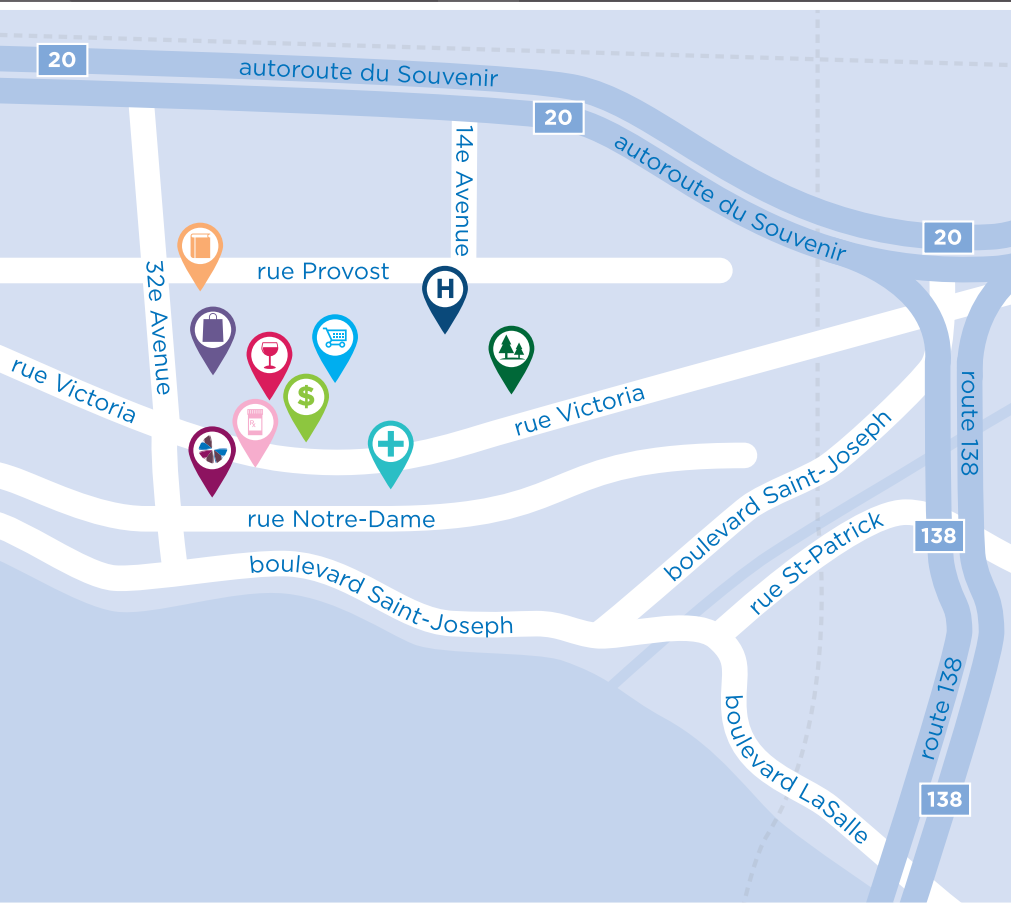 20
autoroute du Souvenir
20
14e Avenue
autoroute du Souvenir
20
32e Avenue
rue Provost
H
$
rue Victoria
rue Victoria
route 138
boulevard Saint-Joseph
rue Notre-Dame
rue St-Patrick
138
boulevard Saint-Joseph
route 138
boulevard LaSalle
138